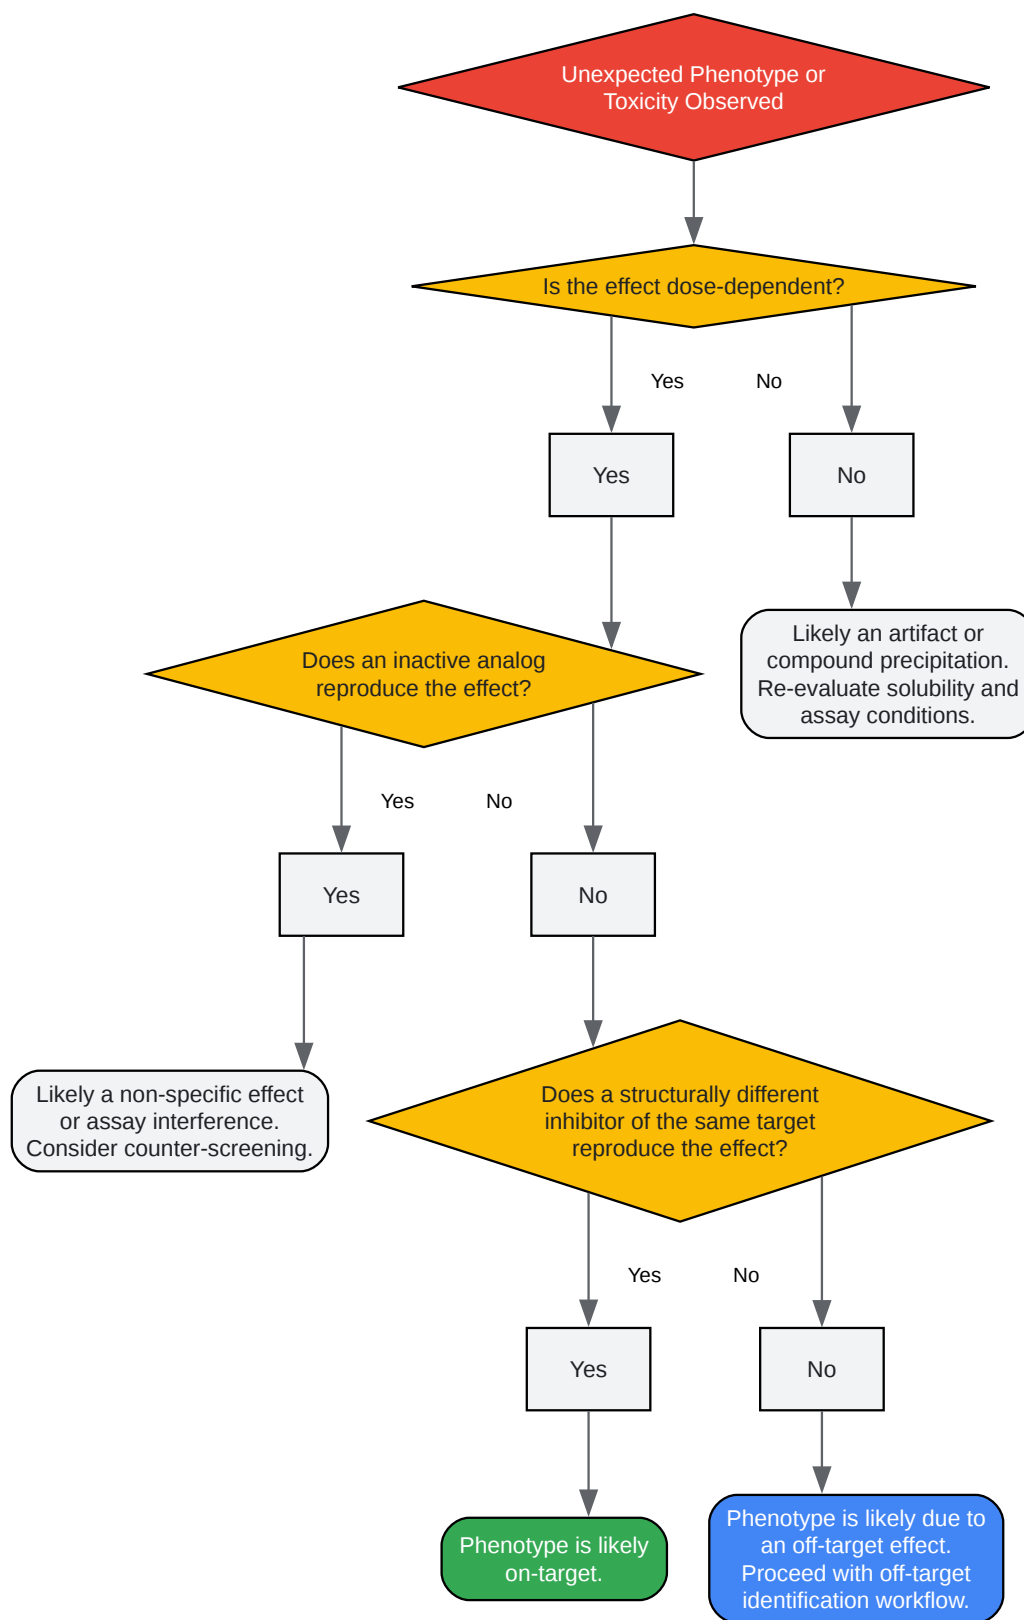 Unexpected Phenotype or
Toxicity Observed
Is the effect dose-dependent?
Yes
No
Yes
No
Likely an artifact or
compound precipitation.
Re-evaluate solubility and
assay conditions.
Does an inactive analog
reproduce the effect?
Yes
No
Yes
No
Likely a non-specific effect
or assay interference.
Consider counter-screening.
Does a structurally different
inhibitor of the same target
reproduce the effect?
Yes
No
Yes
No
Phenotype is likely
on-target.
Phenotype is likely due to
an off-target effect.
Proceed with off-target
identification workflow.